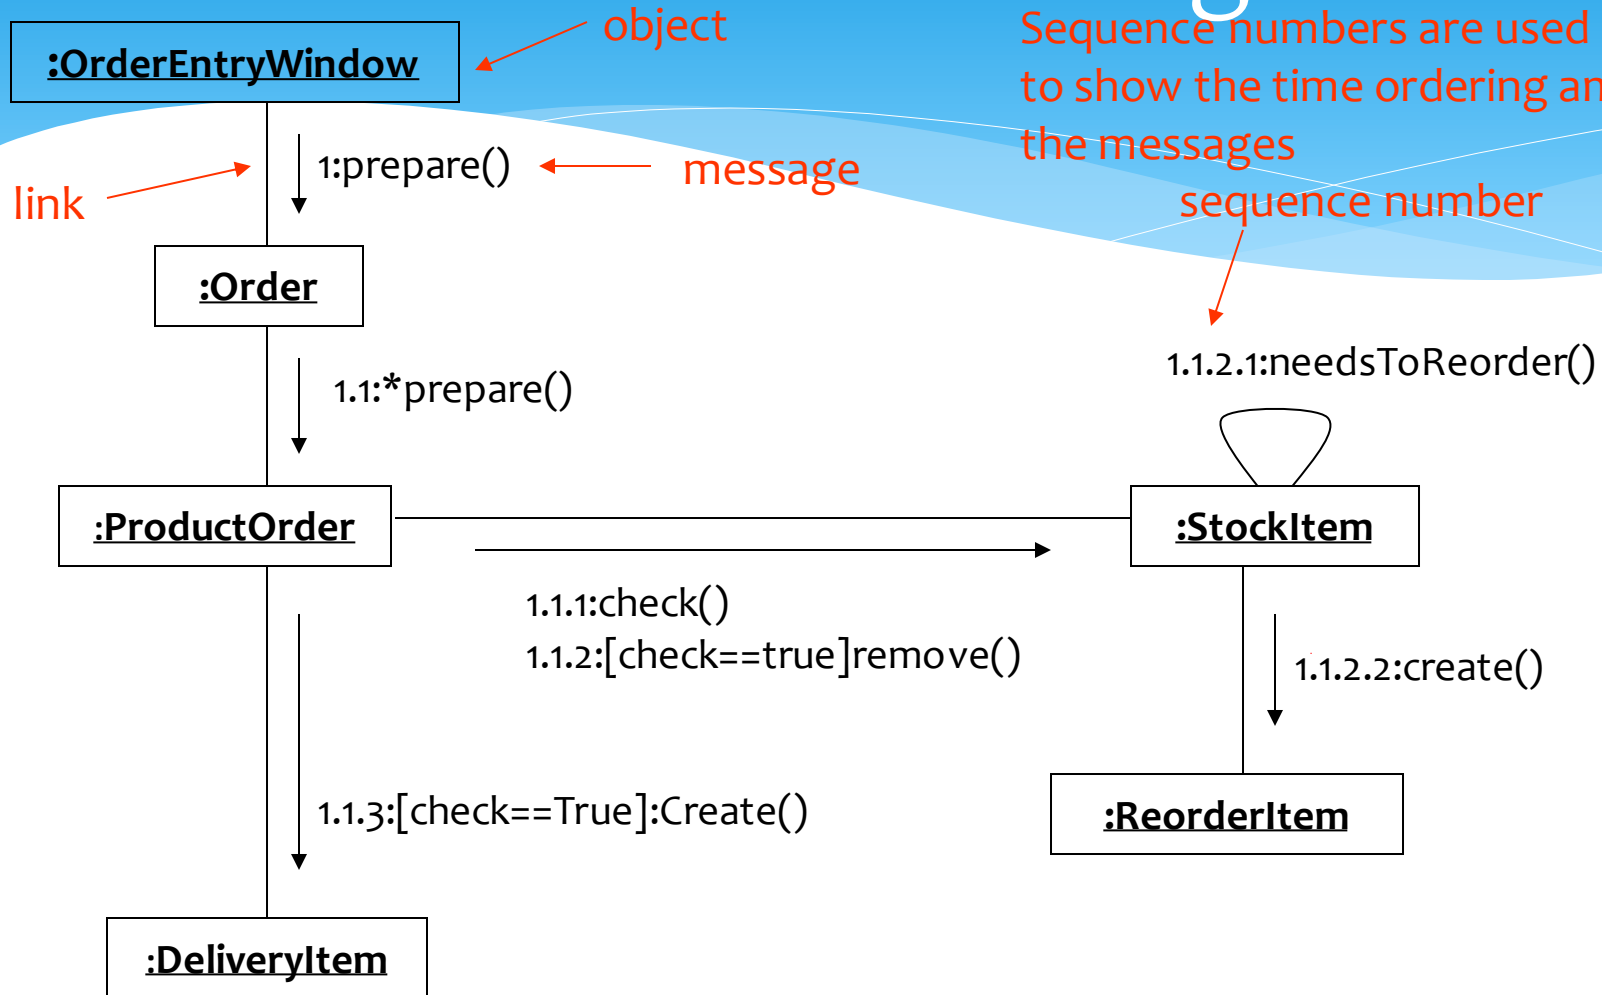 Sequence numbers are used
to show the time ordering
the messages
sequence number
:OrderEntryWindow
object
1:prepare()
message
link
:Order
1.1:*prepare()
1.1.2.1:needsToReorder()
:ProductOrder
:StockItem
1.1.1:check()
1.1.2:[check==true]remove()
1.1.2.2:create()
1.1.3:[check==True]:Create()
:ReorderItem
:DeliveryItem